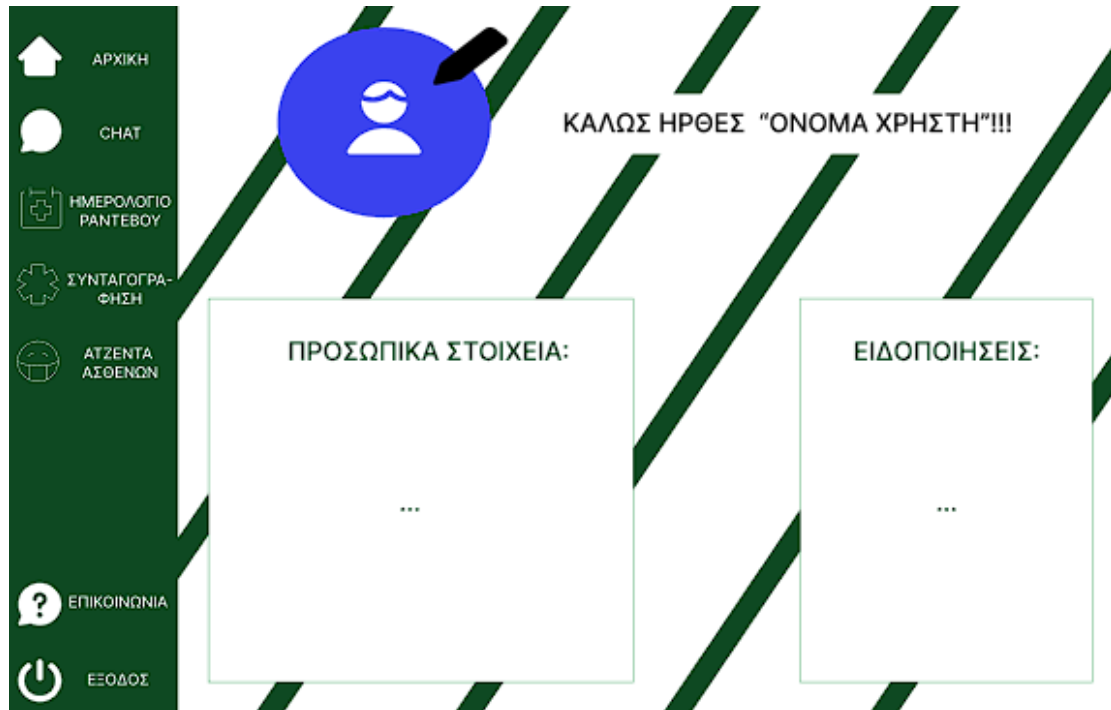 ΑΡΧΙΚΗ
CHAT
ΗΜΕΡΟΛΟΓΙΟ
ΡΑΝΤΕΒΟΥ
ΣΥΝΤΑΓΟΓΡΑ-
ΦΗΣΗ
ΑΤΖΕΝΤΑ
ΑΣΘΕΝΩΝ
ΕΠΙΚΟΙΝΩΝΙΑ
ΕΞΟΔΟΣ
ΚΑΛΩΣ ΗΡΘΕΣ “ΟΝΟΜΑ ΧΡΗΣΤΗ”!!!
ΠΡΟΣΩΠΙΚΑ ΣΤΟΙΧΕΙΑ:
...
ΕΙΔΟΠΟΙΗΣΕΙΣ:
...